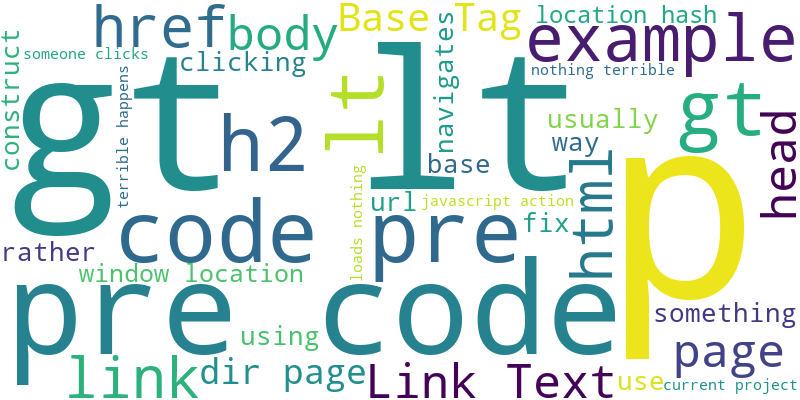 href
body
Base Tag
location hash
example
construct
someone clicks
clicking
navigates
nothing terrible
gt
lt
lt
gt
terrible happens
h2
usually
head
way
base
html
p
loads nothing
url
javascript action
code
pre
fix
rather
window location
pre code
something
using
page
link
dir page
Link Text
use
current project